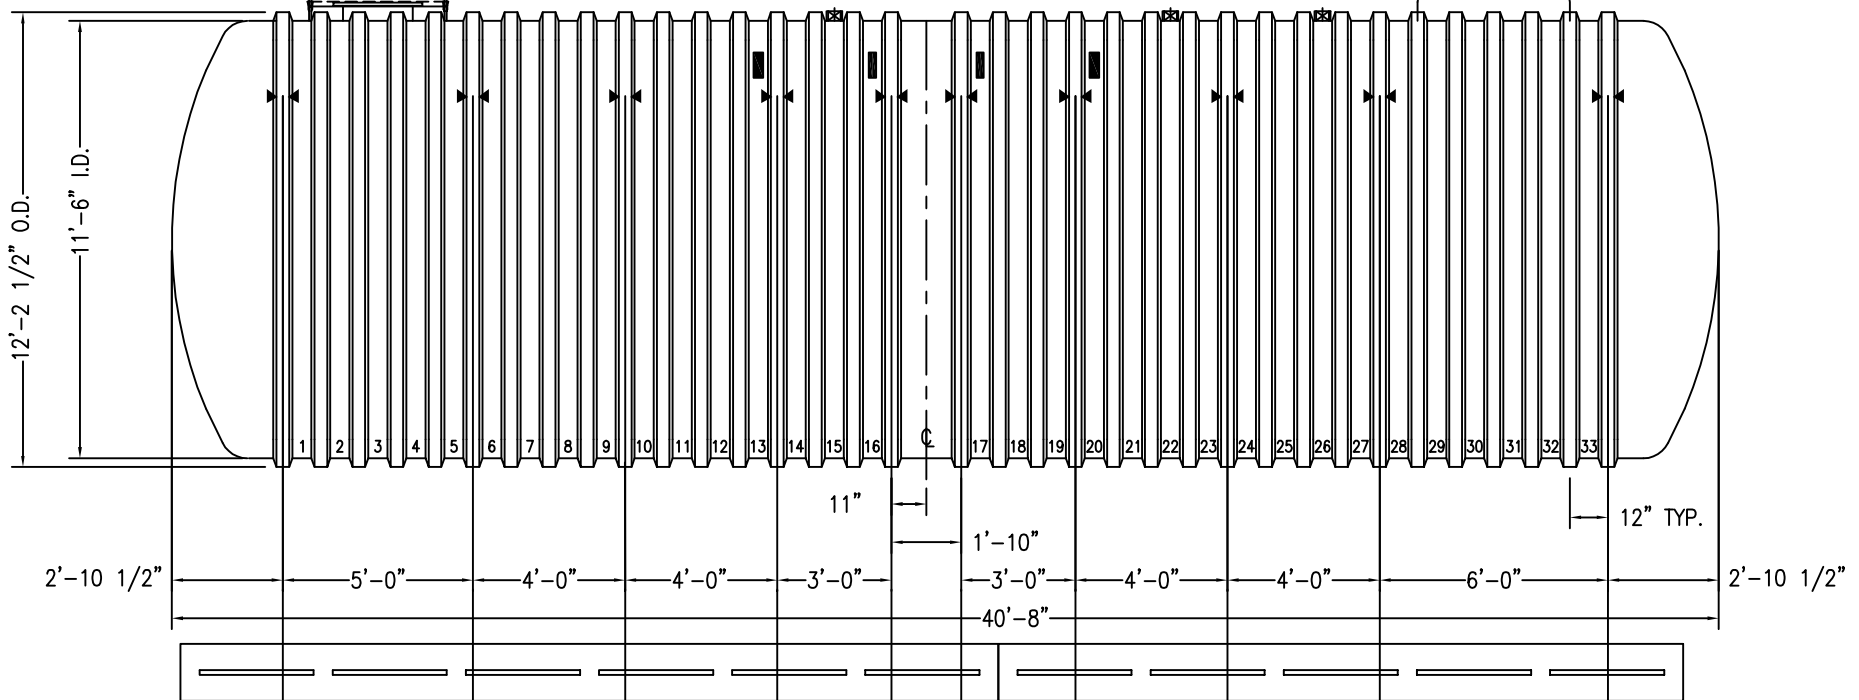 12'-2 1/2" O.D.
11'-6" I.D.
1 2 3 4 5 6 7 8 9 10 11 12 13 14 15 16 17 18 19 20 21 22 23 24 25 26 27 28 29 30 31 32 33
℄
11"
12" TYP.
1'-10"
2'-10 1/2" 5'-0" 4'-0" 4'-0" 3'-0" 3'-0" 4'-0" 4'-0" 6'-0" 2'-10 1/2"
40'-8"